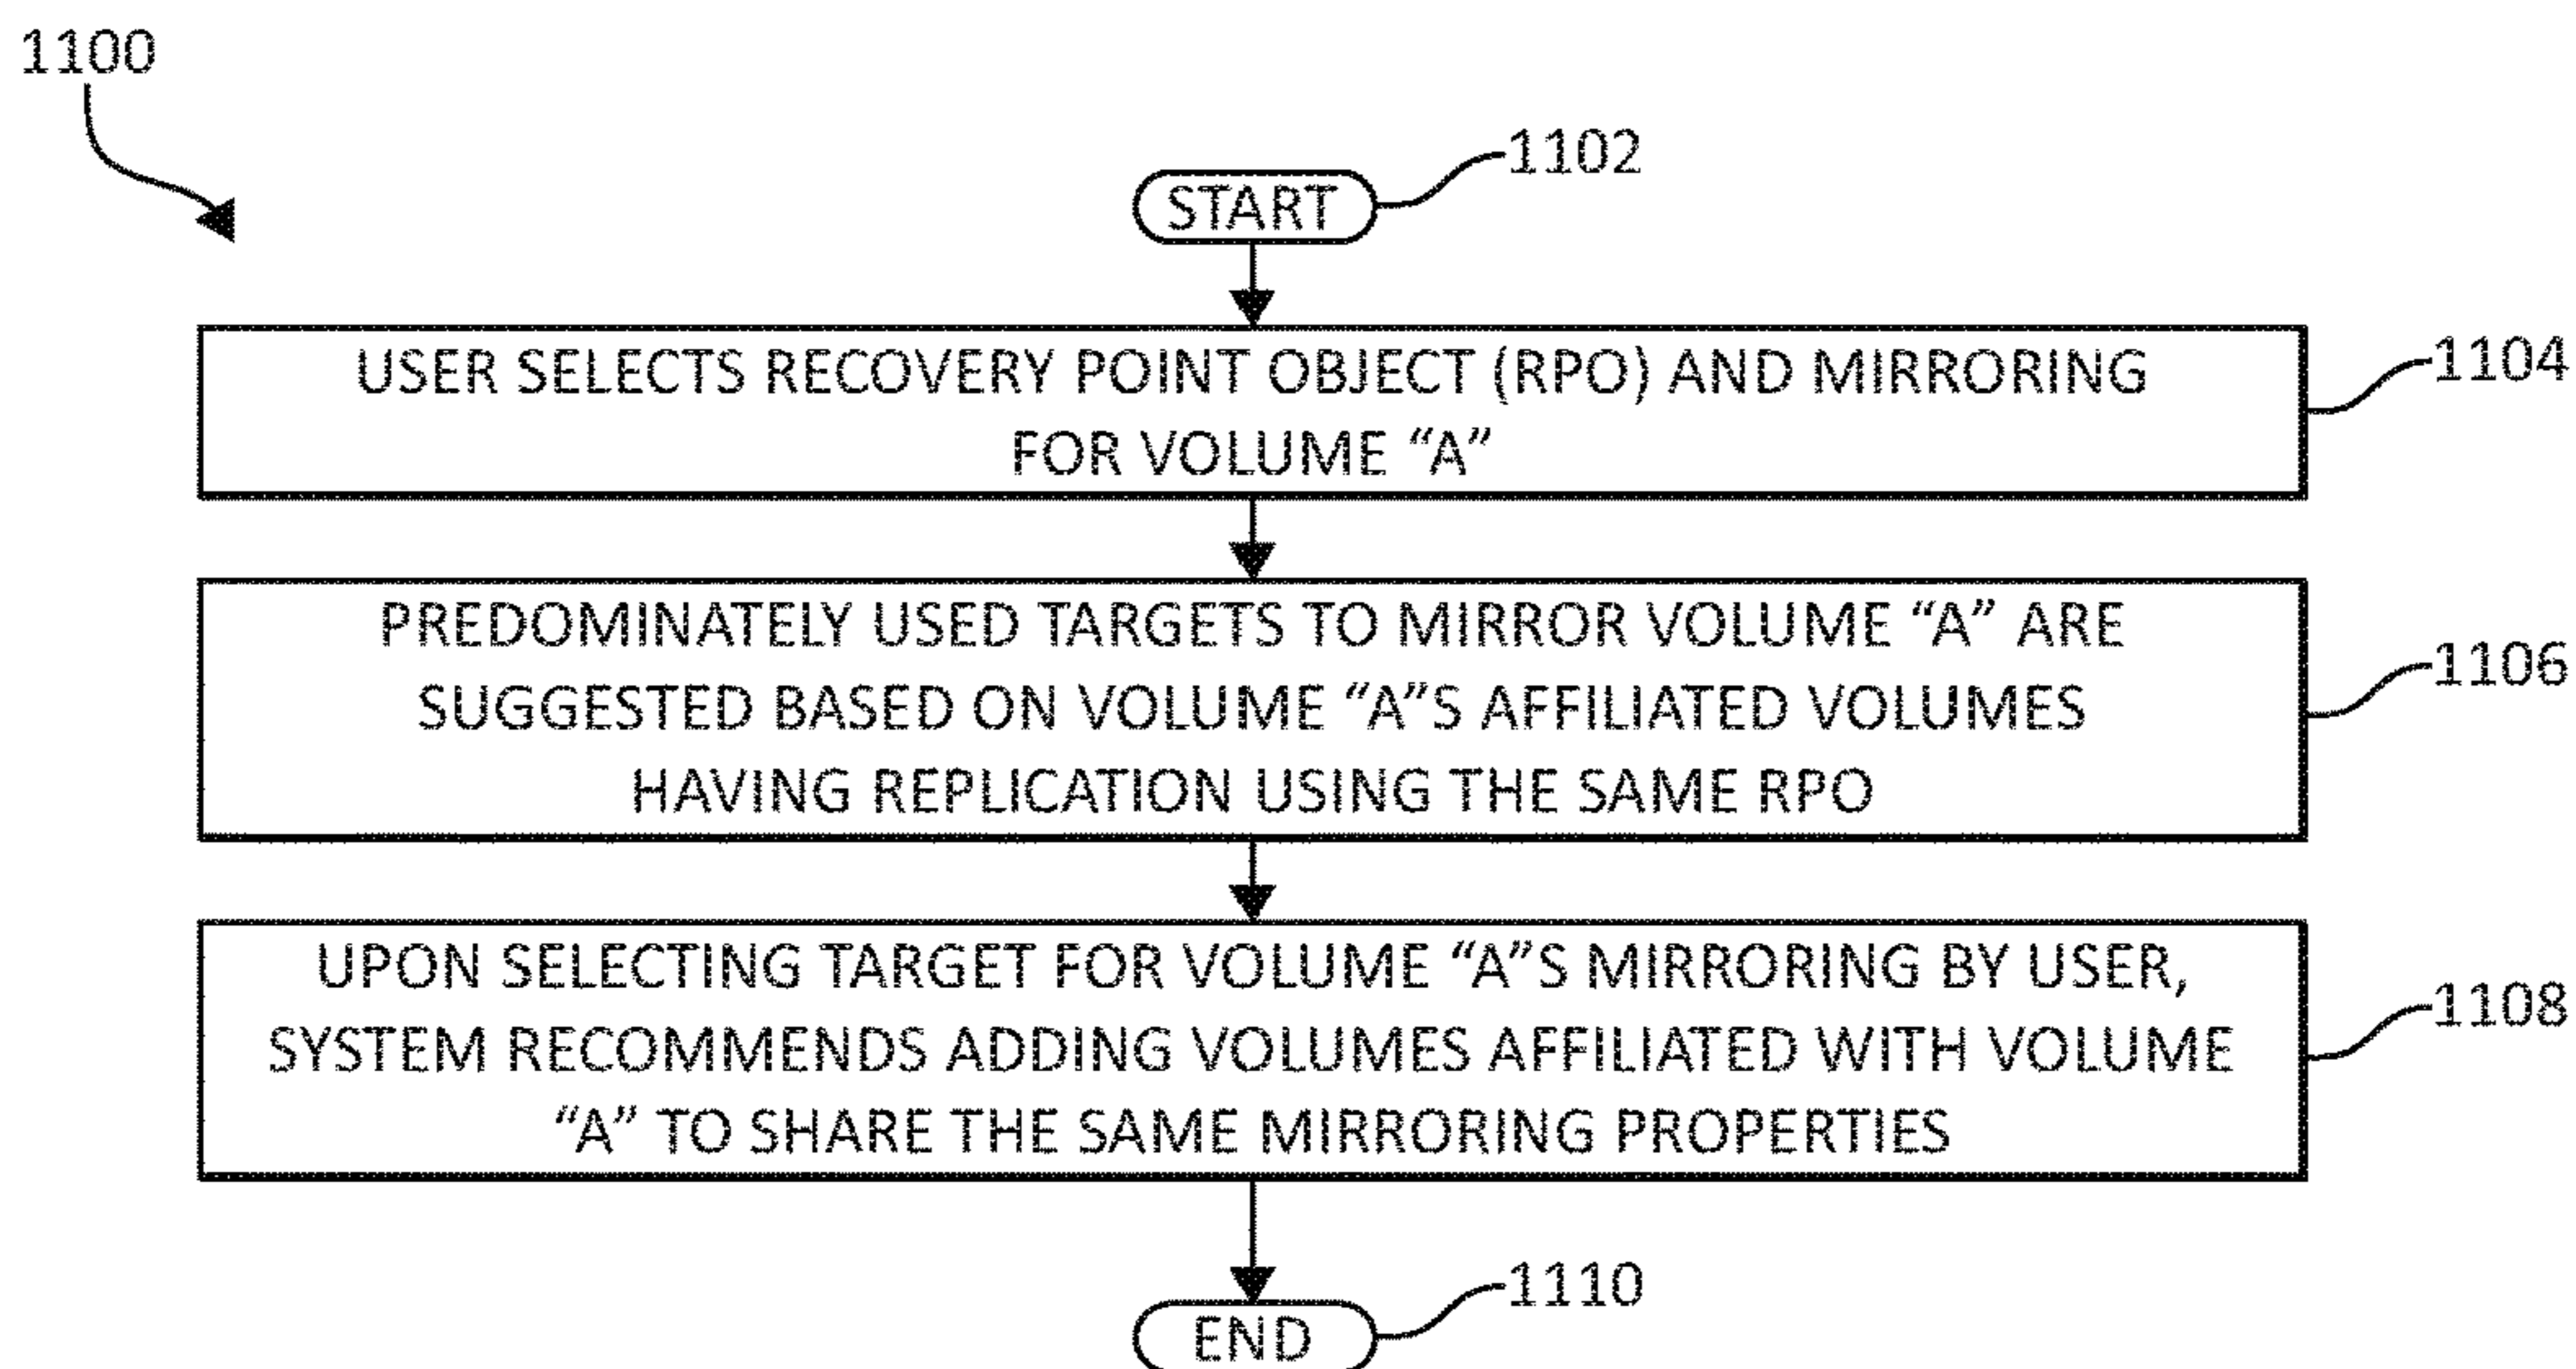 1100
1102
START
USER SELECTS RECOVERY POINT OBJECT (RPO) AND MIRRORING
FOR VOLUME “A”
1104
PREDOMINATELY USED TARGETS TO MIRROR VOLUME “A” ARE
SUGGESTED BASED ON VOLUME “A”S AFFILIATED VOLUMES
HAVING REPLICATION USING THE SAME RPO
1106
UPON SELECTING TARGET FOR VOLUME “A”S MIRRORING BY USER,
SYSTEM RECOMMENDS ADDING VOLUMES AFFILIATED WITH VOLUME
“A” TO SHARE THE SAME MIRRORING PROPERTIES
1108
1110
END